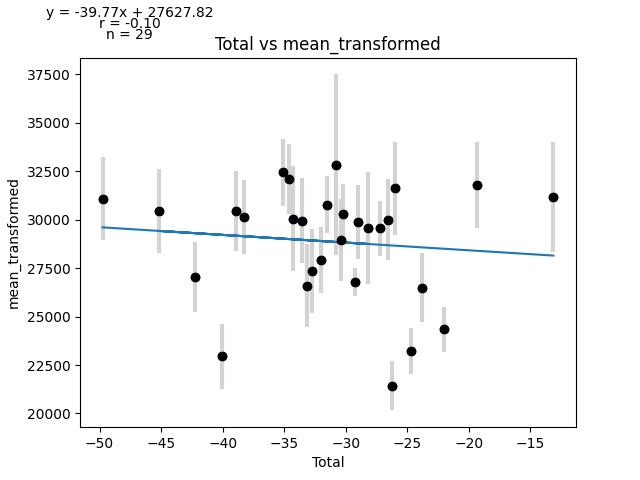 y = -39.77x + 27627.82
r = -0.10
n = 29
Total vs mean_transformed
37500
35000
32500
30000
27500
25000
22500
20000
mean_transformed
−50
−45
−40
−35
−30
−25
−20
−15
Total